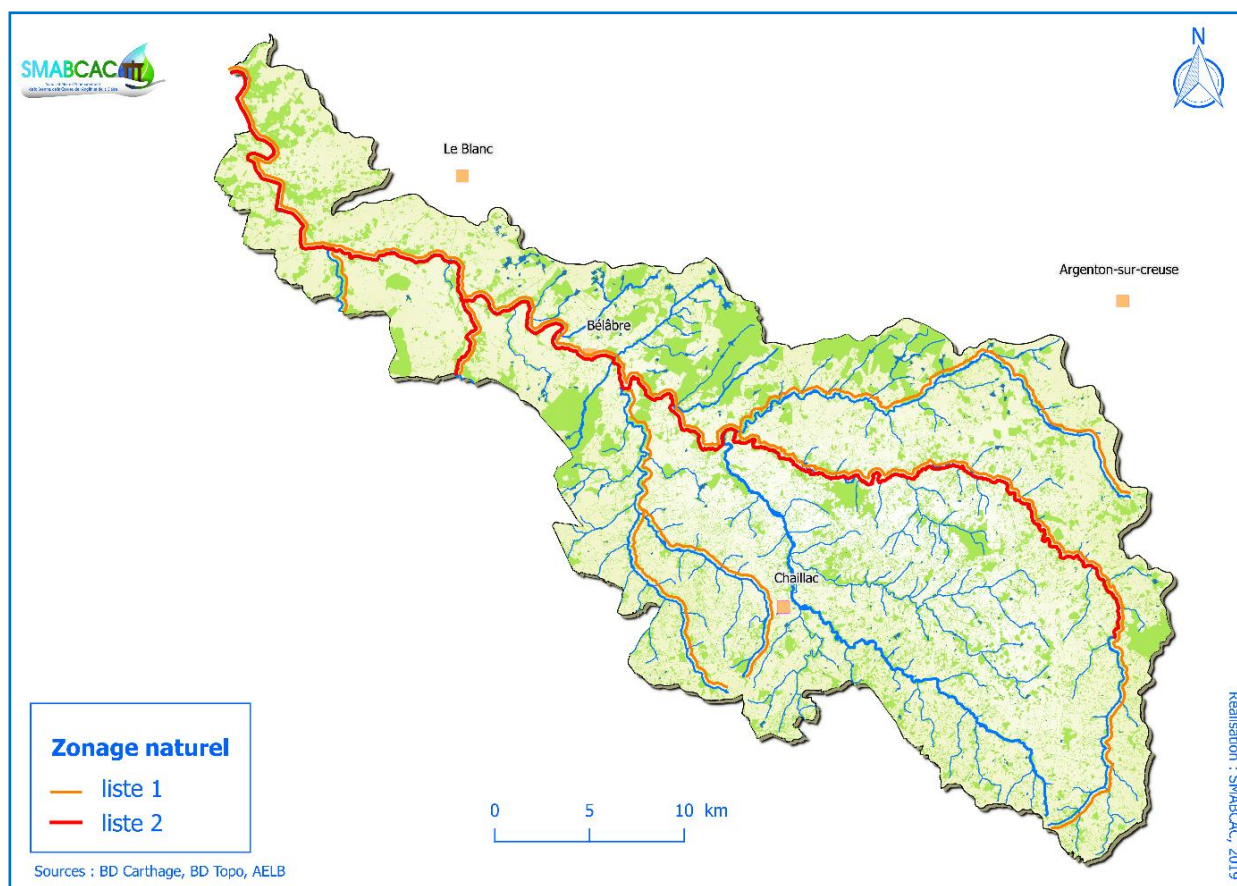 SMABCAC
N
Le Blanc
Argenton-sur-creuse
Bélâbre
Chaillac
Zonage naturel
liste 1
liste 2
0 5 10 km
Sources : BD Carthage, BD Topo, AELB
Réalisation : SMABCAC, 2019